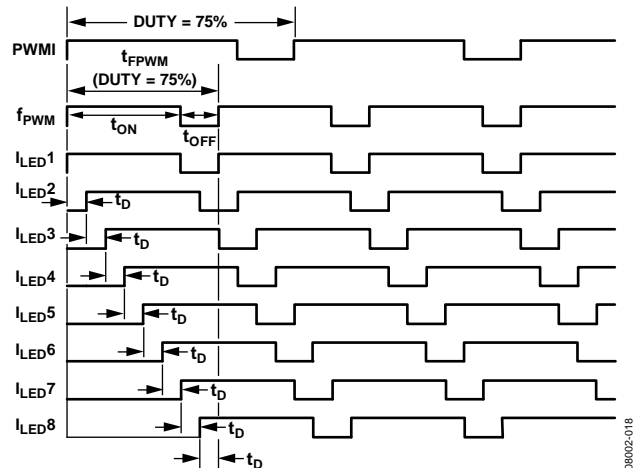 DUTY = 75%
PWMI
tFPWM
(DUTY = 75%)
fPWM
tON
tOFF
ILED1
ILED2
tD
ILED3
tD
ILED4
tD
ILED5
tD
ILED6
tD
ILED7
tD
ILED8
tD
tD
08002-018